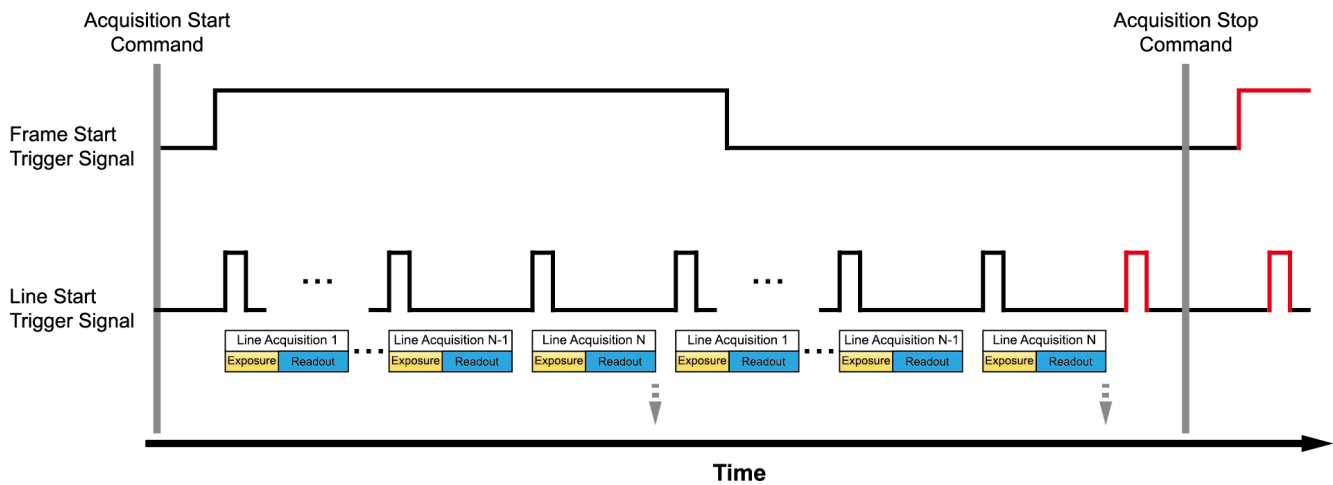 Acquisition Start
Command
Acquisition Stop
Command
Frame Start
Trigger Signal
Line Start
Trigger Signal
Line Acquisition 1
Line Acquisition N-1
Line Acquisition N
Line Acquisition 1
Line Acquisition N-1
Line Acquisition N
Exposure Readout
Exposure Readout
Exposure Readout
Exposure Readout
Exposure Readout
Exposure Readout
Time